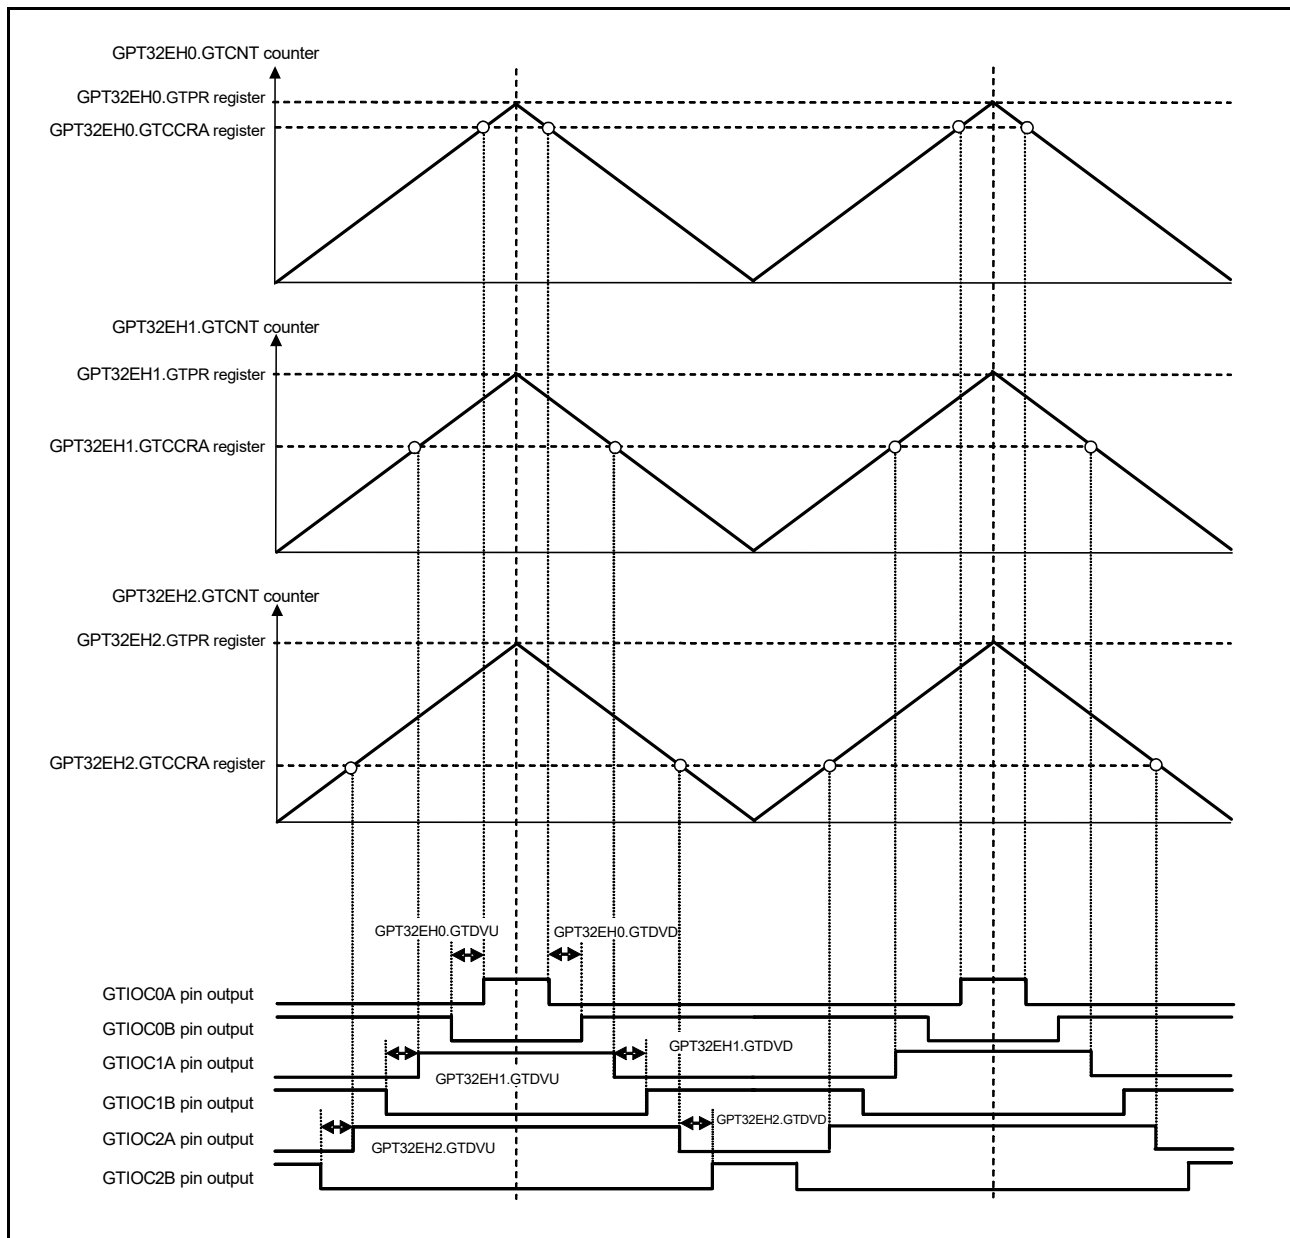 GPT32EH0.GTCNT counter
GPT32EH0.GTPR register
GPT32EH0.GTCCRA register
GPT32EH1.GTCNT counter
GPT32EH1.GTPR register
GPT32EH1.GTCCRA register
GPT32EH2.GTCNT counter
GPT32EH2.GTPR register
GPT32EH2.GTCCRA register
GPT32EH0.GTDVU
GPT32EH0.GTDVD
GTIOC0A pin output
GTIOC0B pin output
GPT32EH1.GTDVD
GTIOC1A pin output
GPT32EH1.GTDVU
GTIOC1B pin output
GPT32EH2.GTDVD
GTIOC2A pin output
GPT32EH2.GTDVU
GTIOC2B pin output